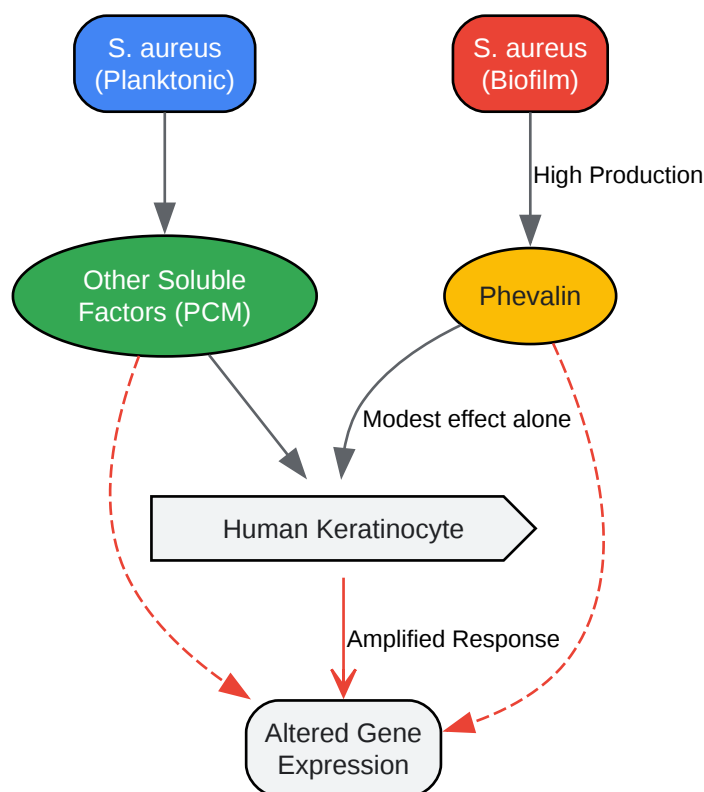 S. aureus
(Planktonic)
S. aureus
(Biofilm)
High Production
Other Soluble
Factors (PCM)
Phevalin
Modest effect alone
Human Keratinocyte
Amplified Response
Altered Gene
Expression